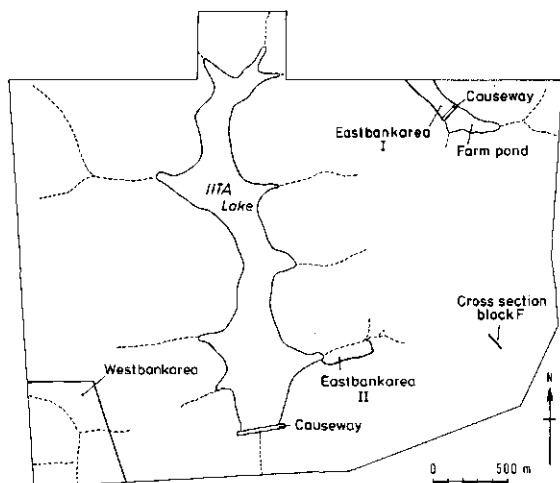 Causeway
Eastbankarea
I
Farm pond
IITA
Lake
Cross section
block F
Westbankarea
Eastbankarea
II
N
Causeway
0 500 m